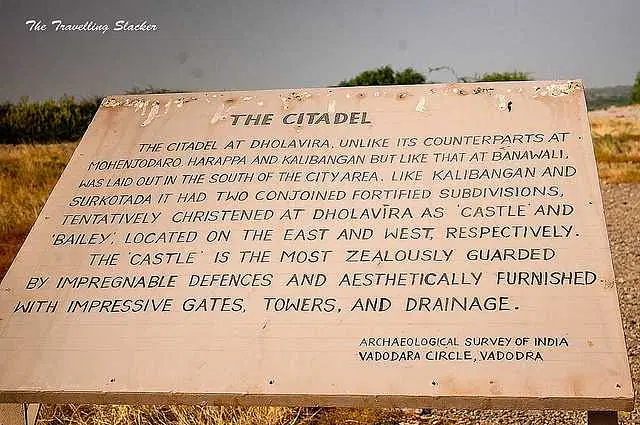 The Travelling Slacker
THE CITADEL
THE CITADEL AT DHOLAVIRA, UNLIKE ITS COUNTERPARTS AT
MOHENJODARO, HARAPPA AND KALIBANGAN BUT LIKE THAT AT BANAWALI,
WAS LAID OUT IN THE SOUTH OF THE CITY AREA. LIKE KALIBANGAN AND
SURKOTADA IT HAD TWO CONJOINED FORTIFIED SUBDIVISIONS,
TENTATIVELY CHRISTENED AT DHOLAVĪRA AS 'CASTLE' AND
'BAILEY', LOCATED ON THE EAST AND WEST, RESPECTIVELY.
THE 'CASTLE' IS THE MOST ZEALOUSLY GUARDED
BY IMPREGNABLE DEFENCES AND AESTHETICALLY FURNISHED
WITH IMPRESSIVE GATES, TOWERS, AND DRAINAGE.
ARCHAEOLOGICAL SURVEY OF INDIA
VADODARA CIRCLE, VADODRA